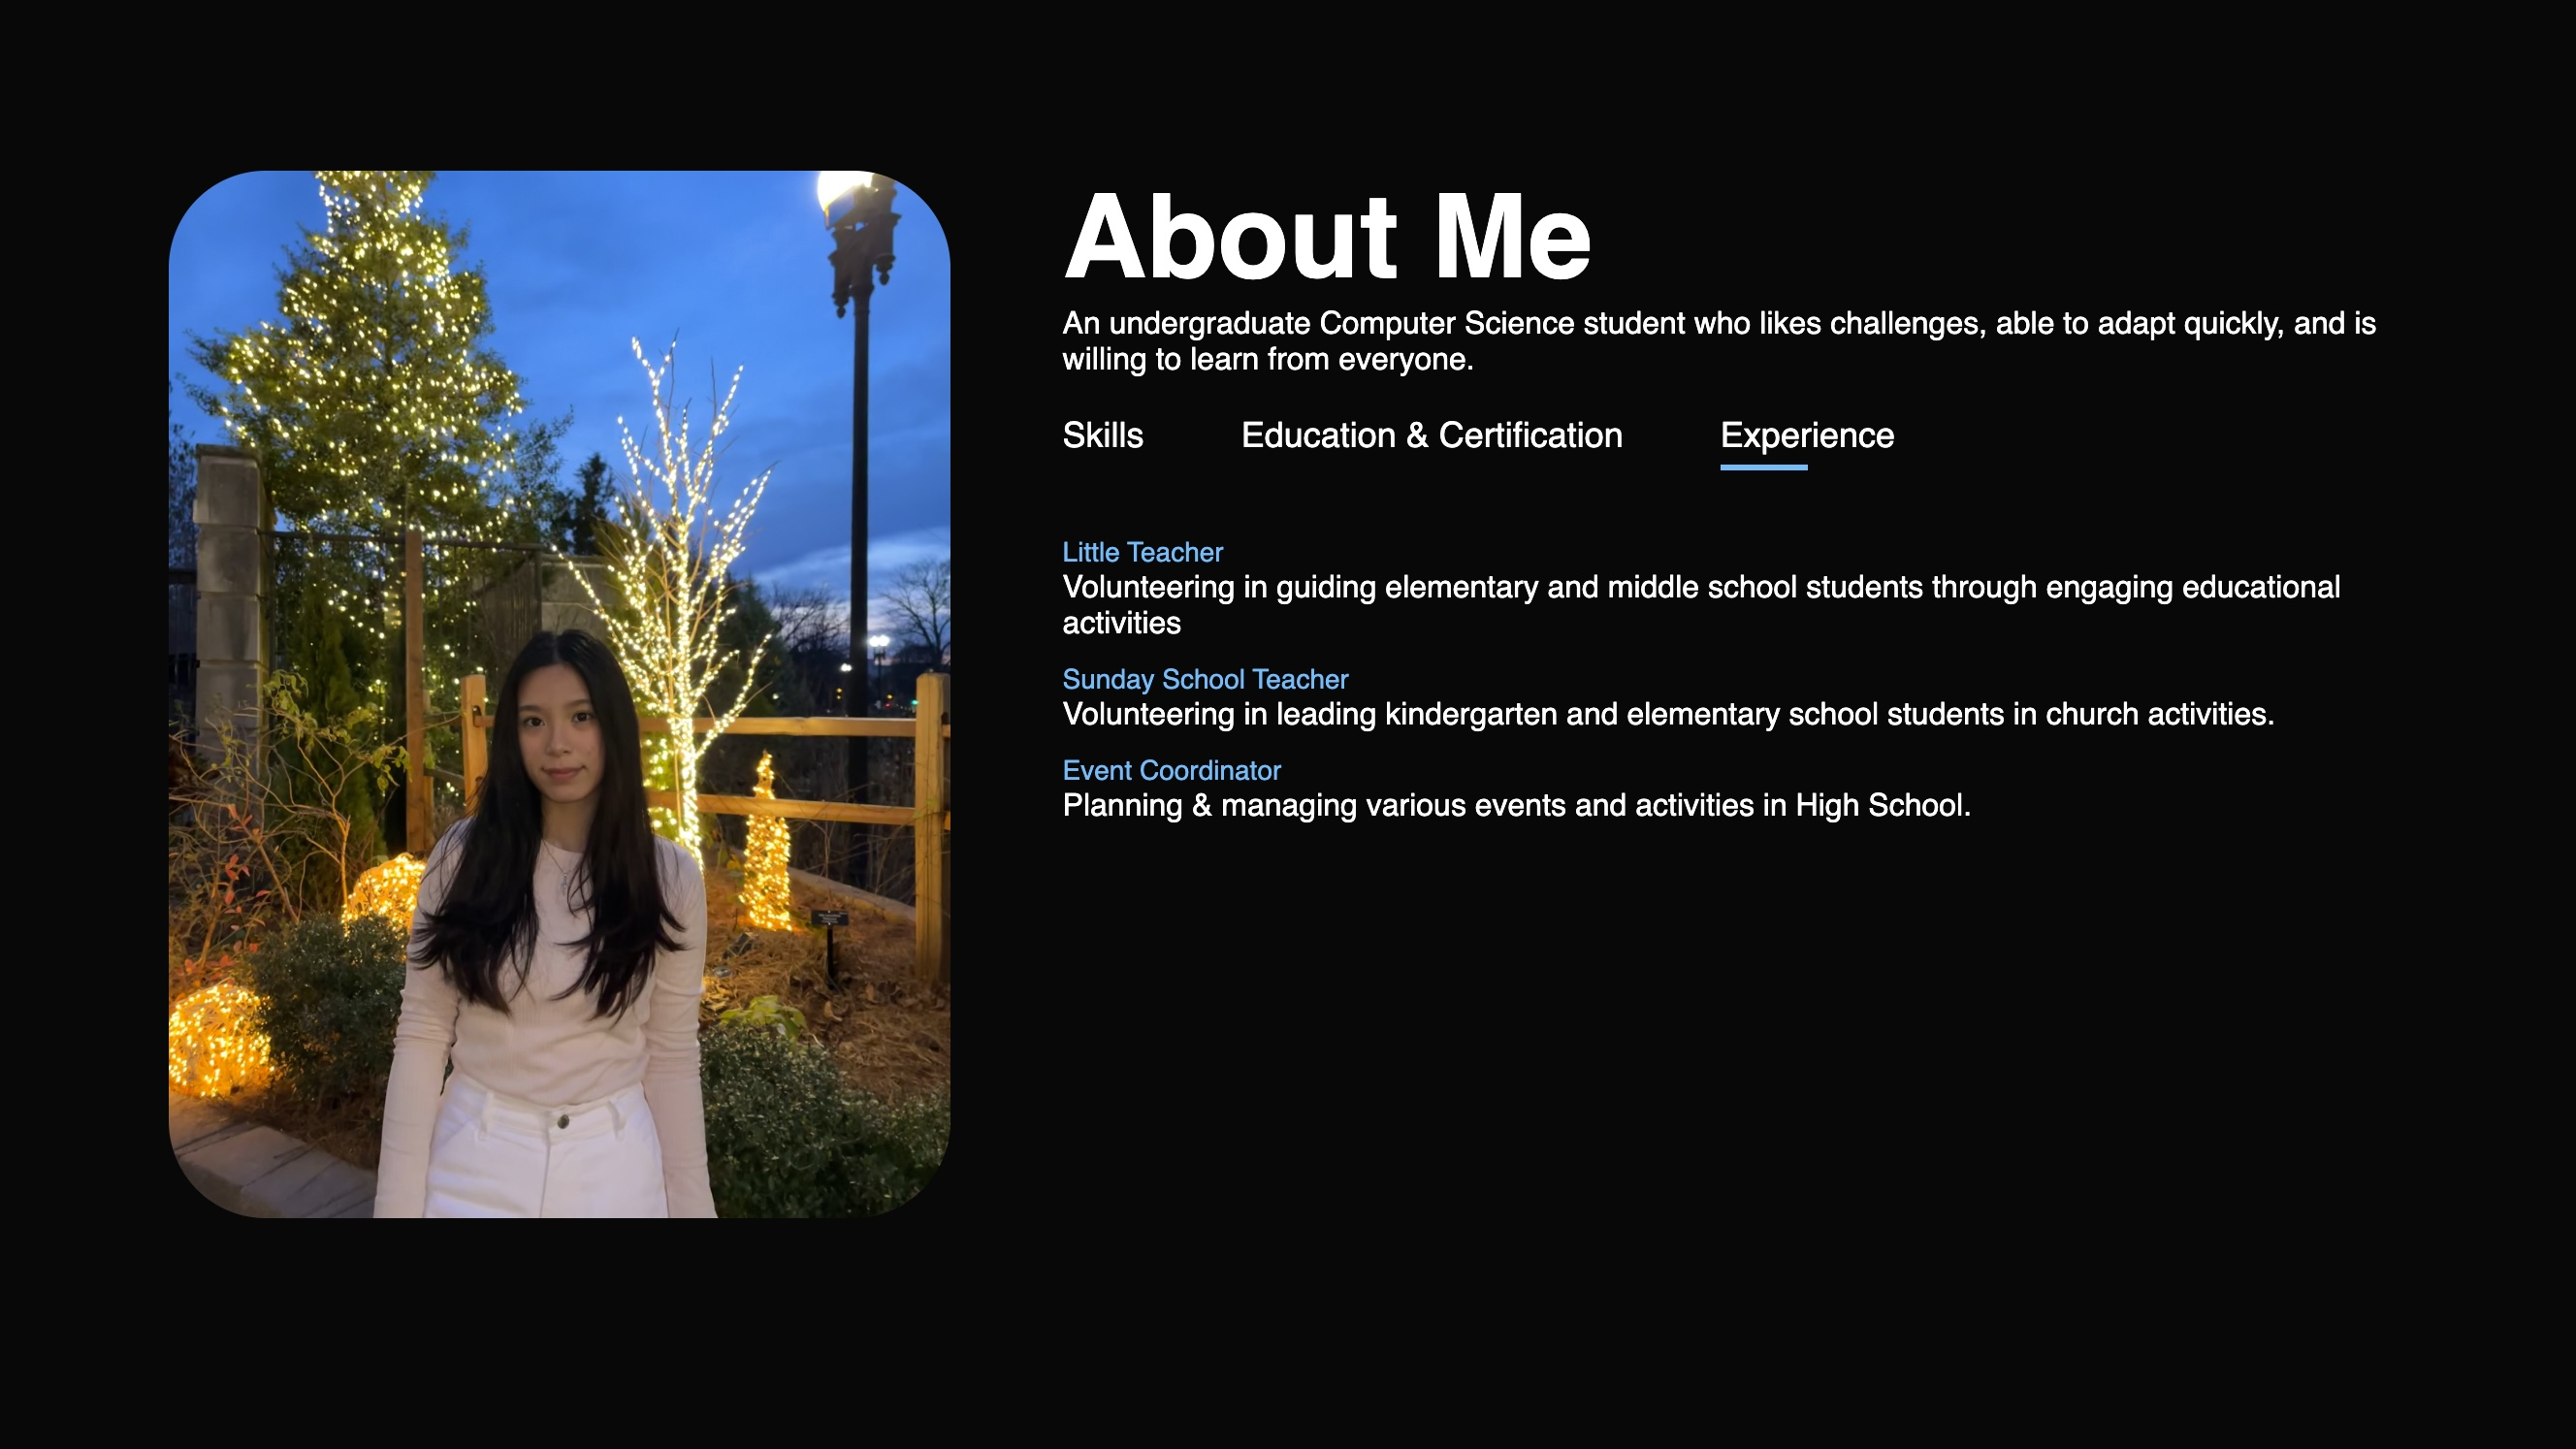 About Me
An undergraduate Computer Science student who likes challenges, able to adapt quickly, and is
willing to learn from everyone.
Skills
Education & Certification
Experience
Little Teacher
Volunteering in guiding elementary and middle school students through engaging educational
activities
Sunday School Teacher
Volunteering in leading kindergarten and elementary school students in church activities.
Event Coordinator
Planning & managing various events and activities in High School.